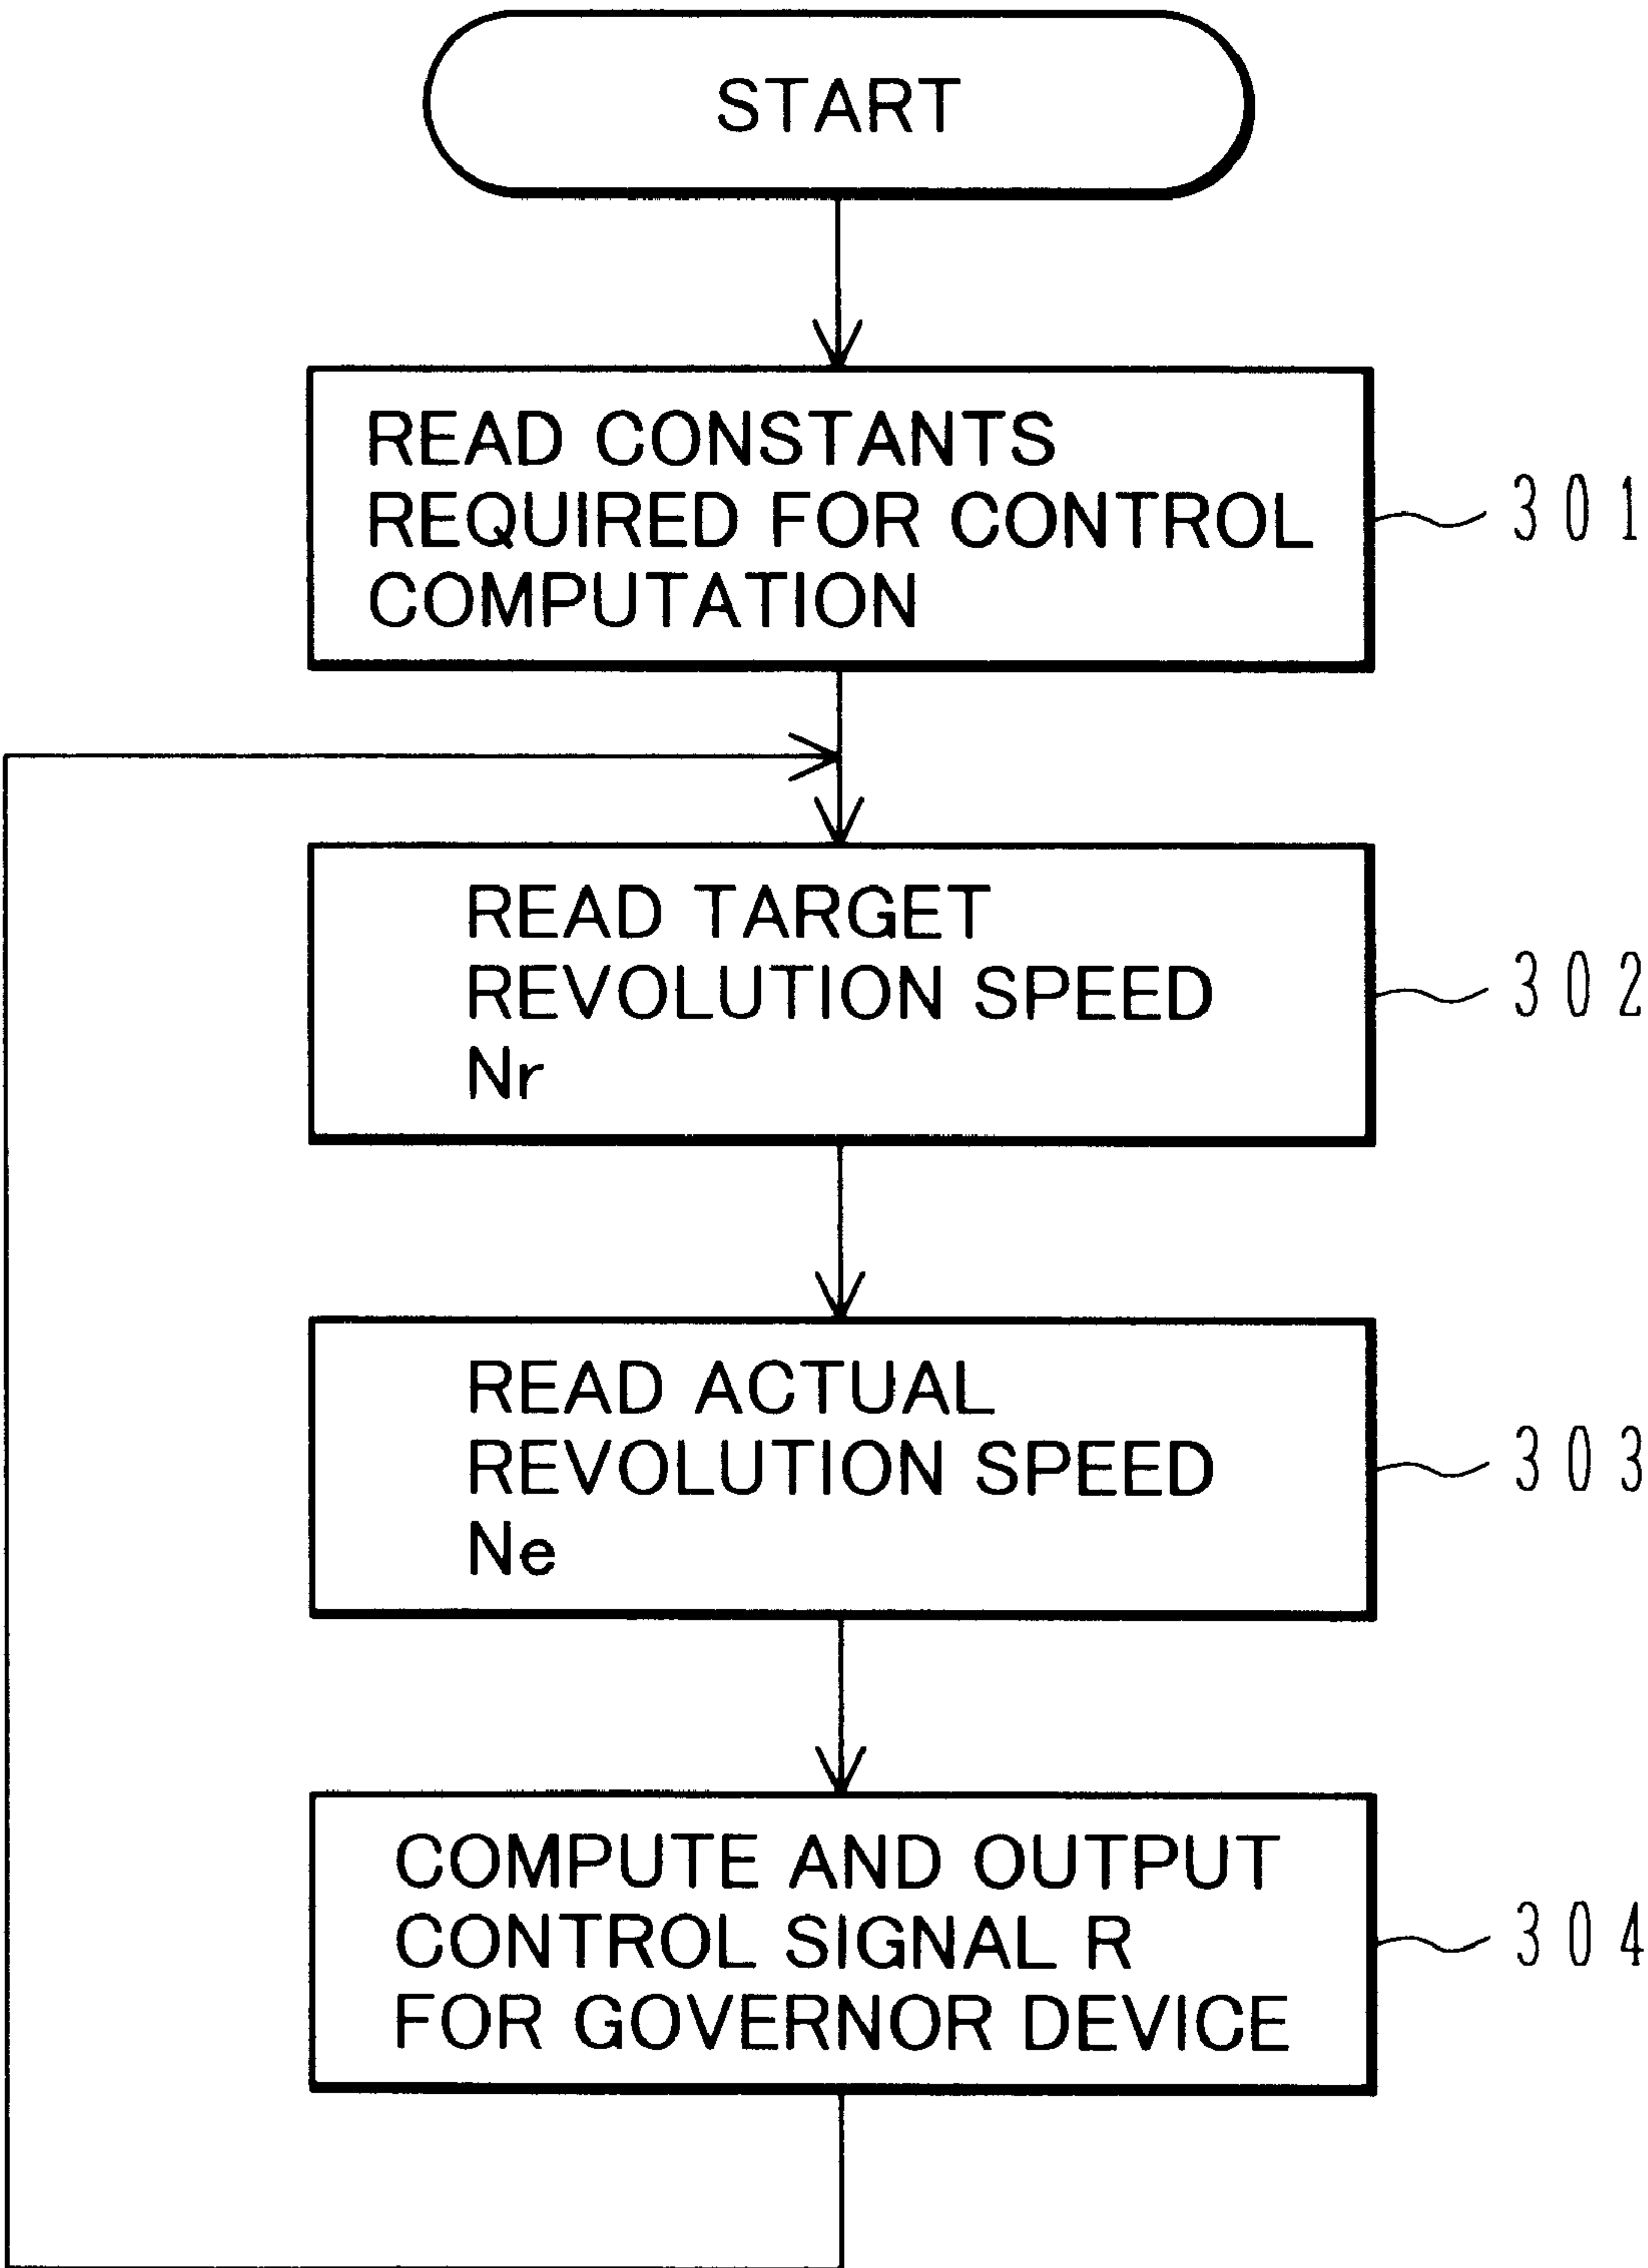 START
READ CONSTANTS
REQUIRED FOR CONTROL
COMPUTATION
301
READ TARGET
REVOLUTION SPEED
Nr
302
READ ACTUAL
REVOLUTION SPEED
Ne
303
COMPUTE AND OUTPUT
CONTROL SIGNAL R
FOR GOVERNOR DEVICE
304